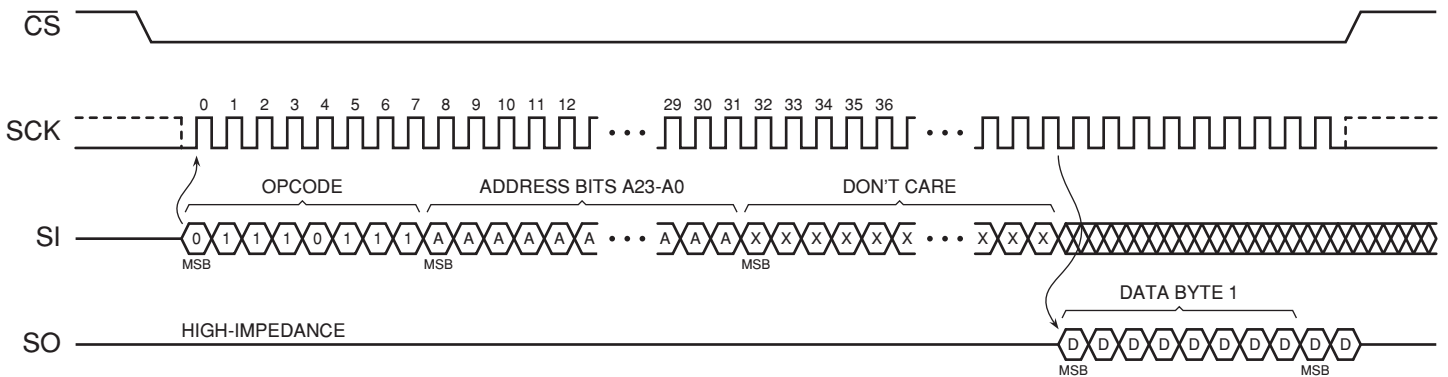 CS
0 1 2 3 4 5 6 7 8 9 10 11 12 29 30 31 32 33 34 35 36
SCK
OPCODE ADDRESS BITS A23-A0 DON'T CARE
SI 0 1 1 1 0 1 1 1 A A A A A A A A A X X X X X X X X X
MSB MSB MSB
DATA BYTE 1
HIGH-IMPEDANCE
SO D D D D D D D D D D
MSB MSB